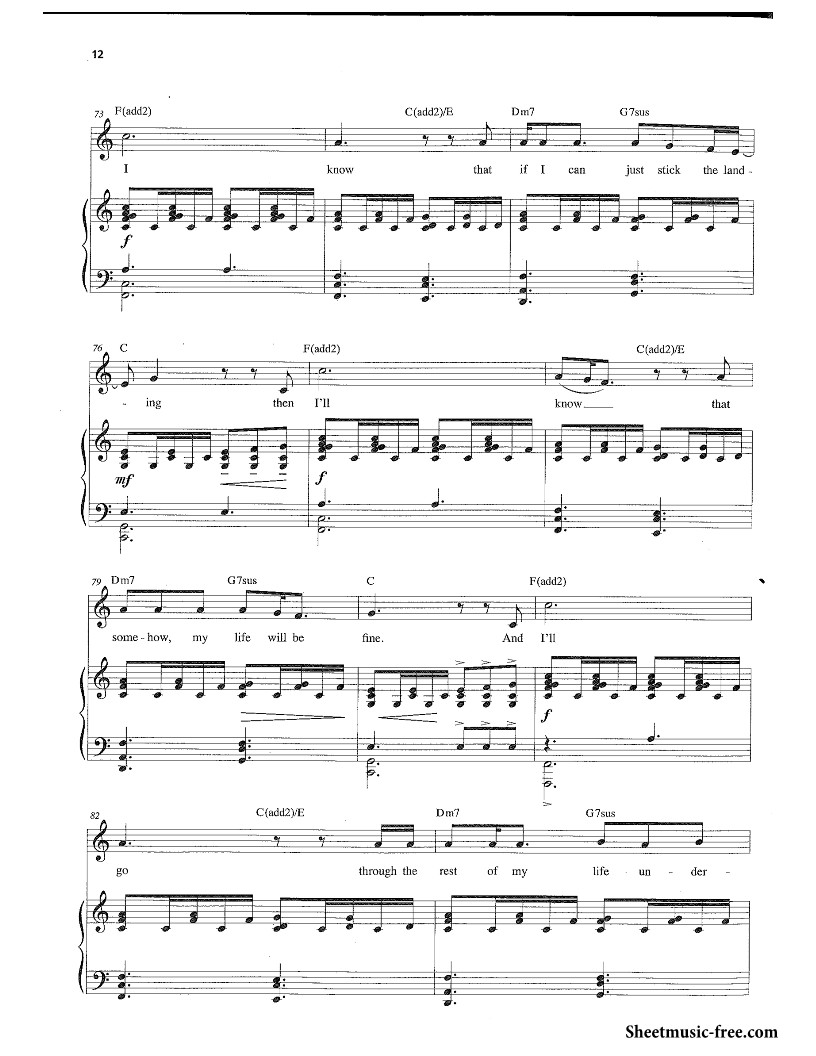 12
73 F(add2) C(add2)/E Dm7 G7sus
I know that if I can just stick the land -
f
76 C F(add2) C(add2)/E
- ing then I'll know____ that
mf f
79 Dm7 G7sus C F(add2)
some - how, my life will be fine. And I'll
f
82 C(add2)/E Dm7 G7sus
go through the rest of my life un - der -
Sheetmusic-free.com